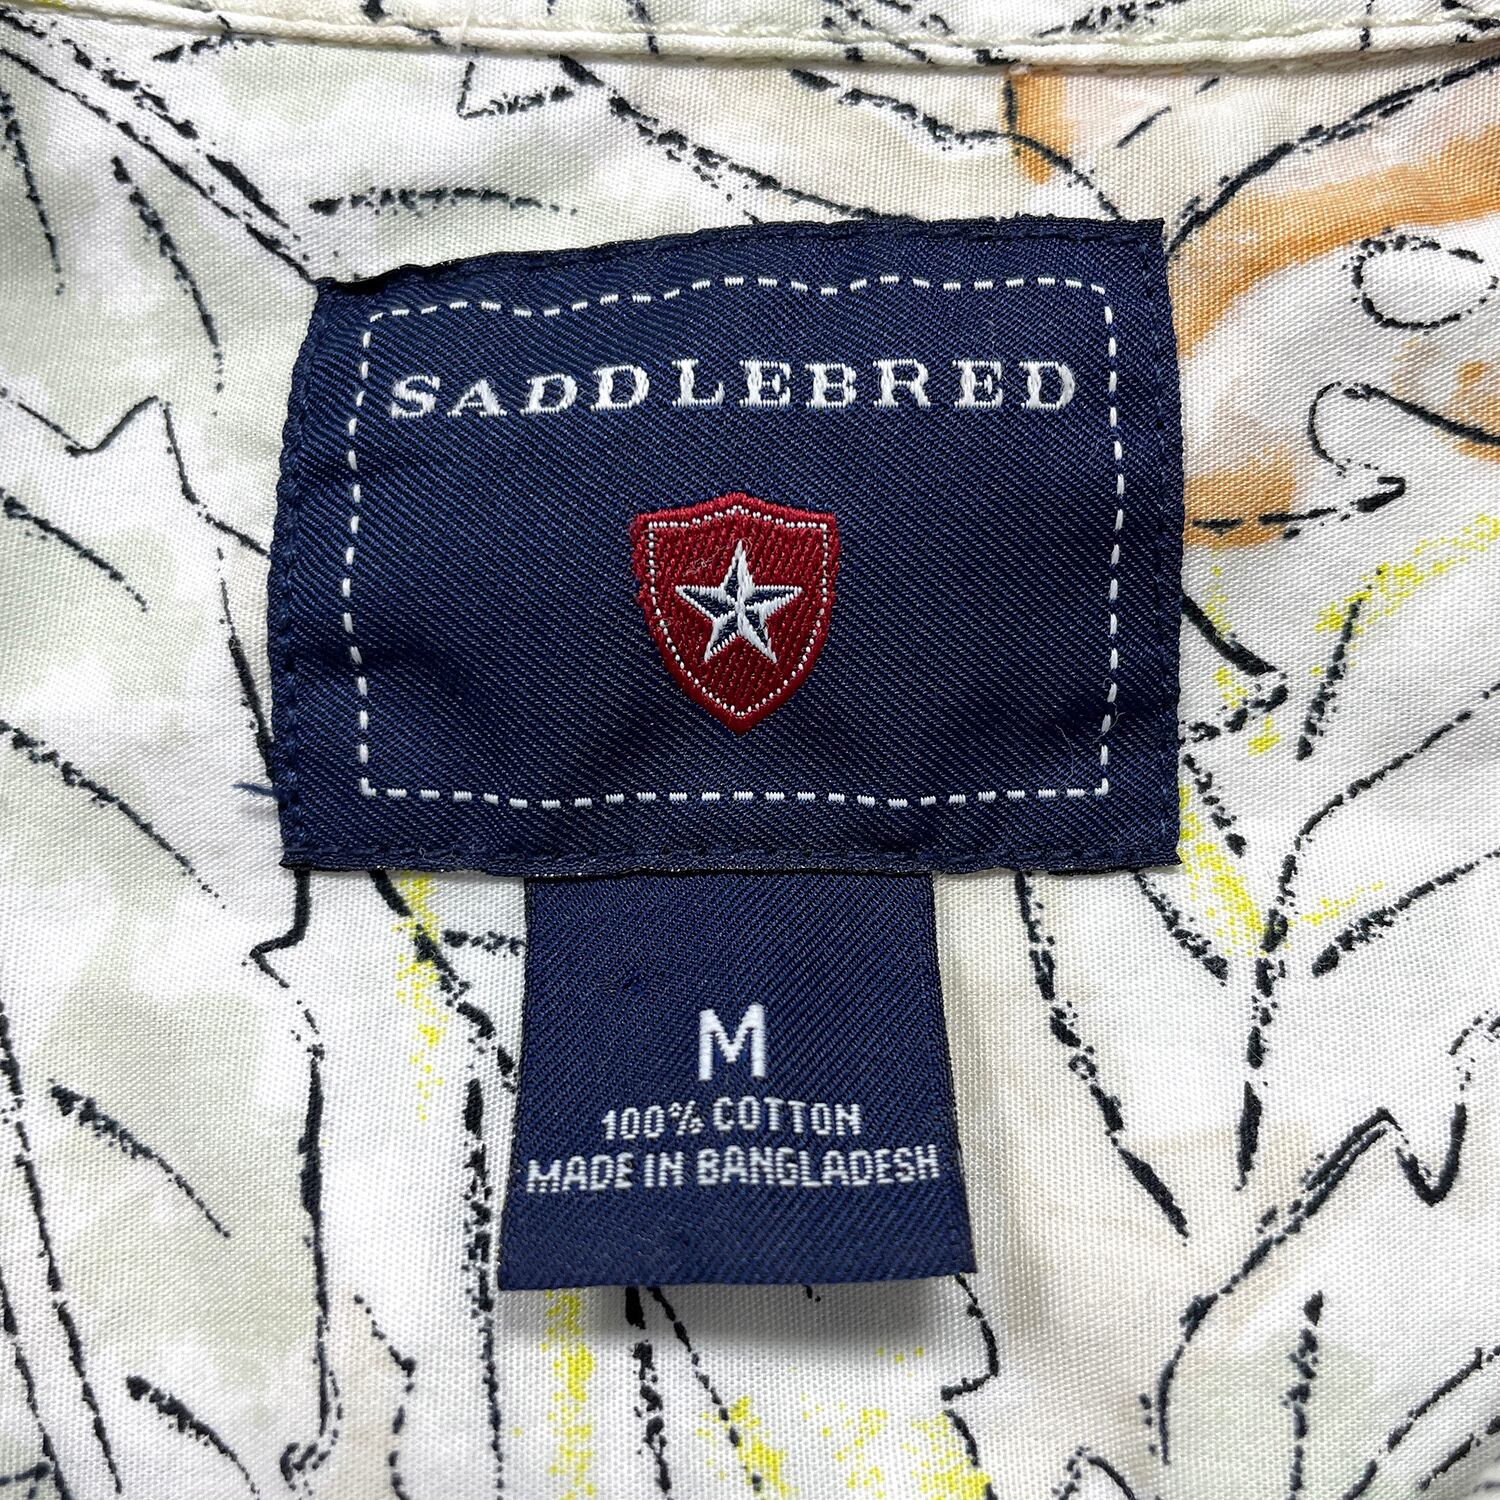 SADDLEBRED
M
100% COTTON
MADE IN BANGLADESH